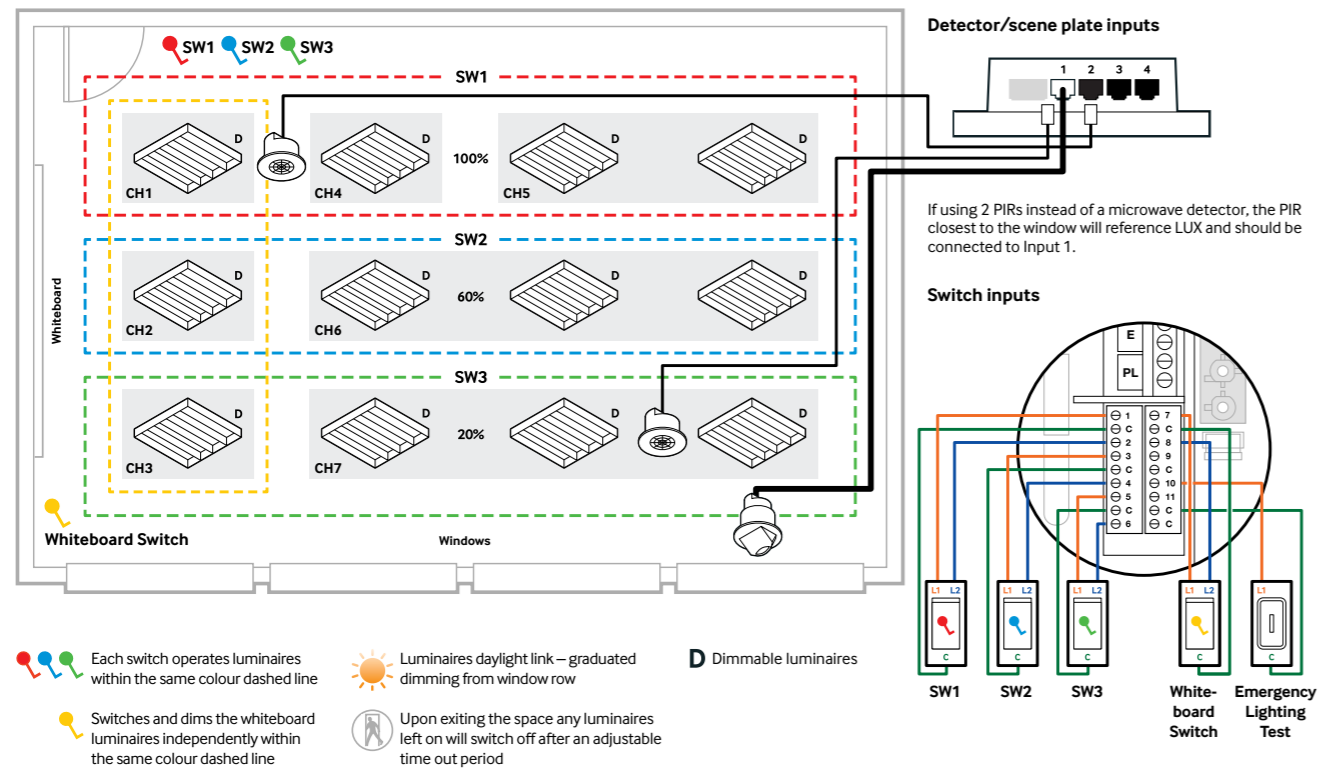 SW1 SW2 SW3
SW1
D
D
D
D
CH1
CH4
100%
CH5
SW2
D
D
D
D
CH2
CH6
60%
SW3
D
D
D
D
CH3
CH7
20%
Whiteboard
Whiteboard Switch
Windows
Detector/scene plate inputs
1 2 3 4
If using 2 PIRs instead of a microwave detector, the PIR
closest to the window will reference LUX and should be
connected to Input 1.
Switch inputs
E
PL
1 7
C C
2 8
3 9
C C
4 10
5 11
C C
6 C
L1 L2
L1 L2
L1 L2
L1 L2
L1
C
C
C
C
C
SW1
SW2
SW3
White-
board
Switch
Emergency
Lighting
Test
Each switch operates luminaires
within the same colour dashed line
Switches and dims the whiteboard
luminaires independently within
the same colour dashed line
Luminaires daylight link – graduated
dimming from window row
Upon exiting the space any luminaires
left on will switch off after an adjustable
time out period
D Dimmable luminaires